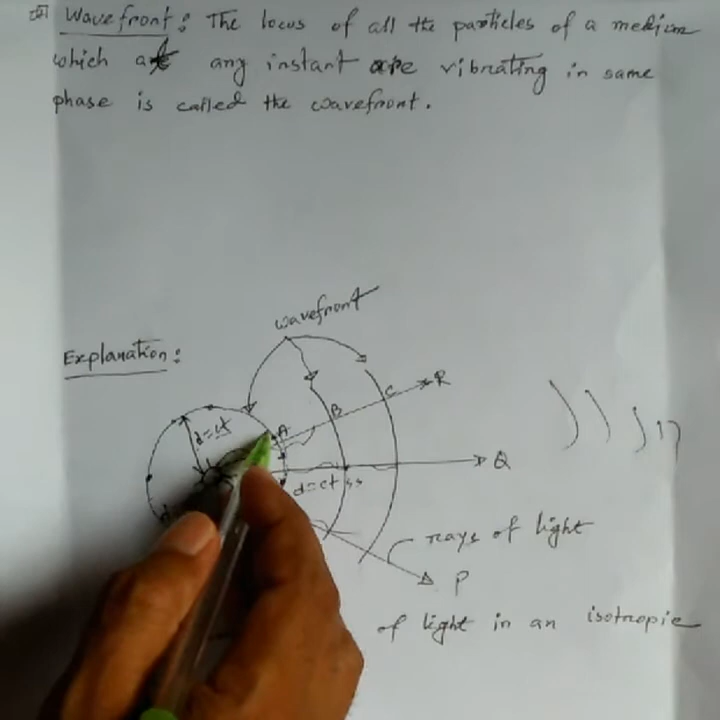 Wavefront: The locus of all the particles of a medium
which at any instant are vibrating in same
phase is called the wavefront.
wavefront
Explanation:
R
C
B
A
d=ct
Q
d=ct
rays of light
P
of light in an isotropic